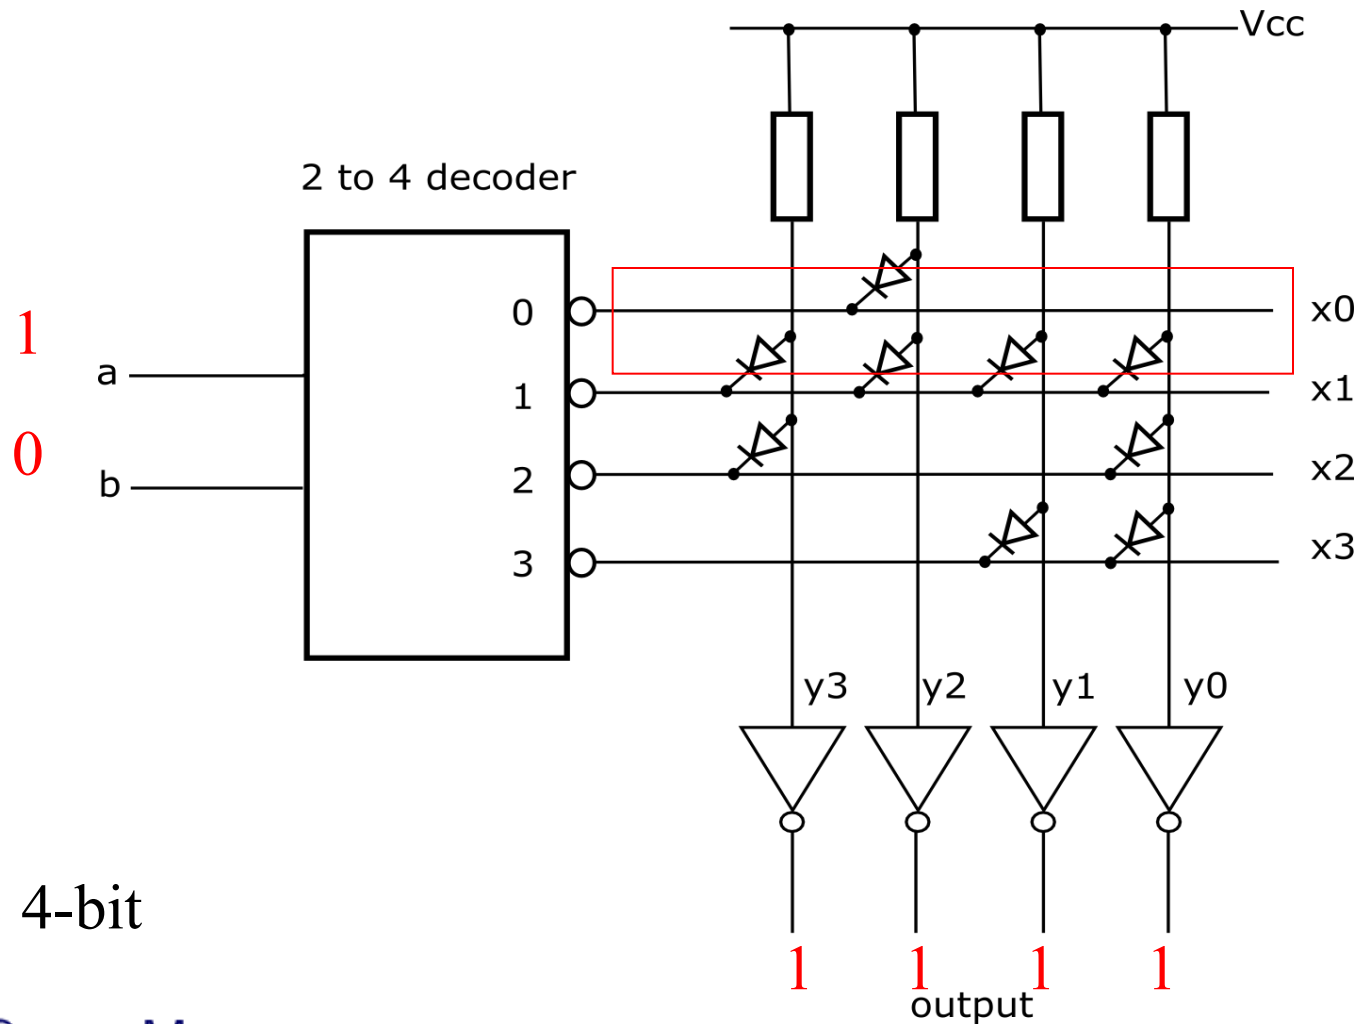 Vcc
2 to 4 decoder
0
x0
1
a
1
x1
0
b
2
x2
3
x3
y3 y2 y1 y0
4-bit
1 1 1 1
output